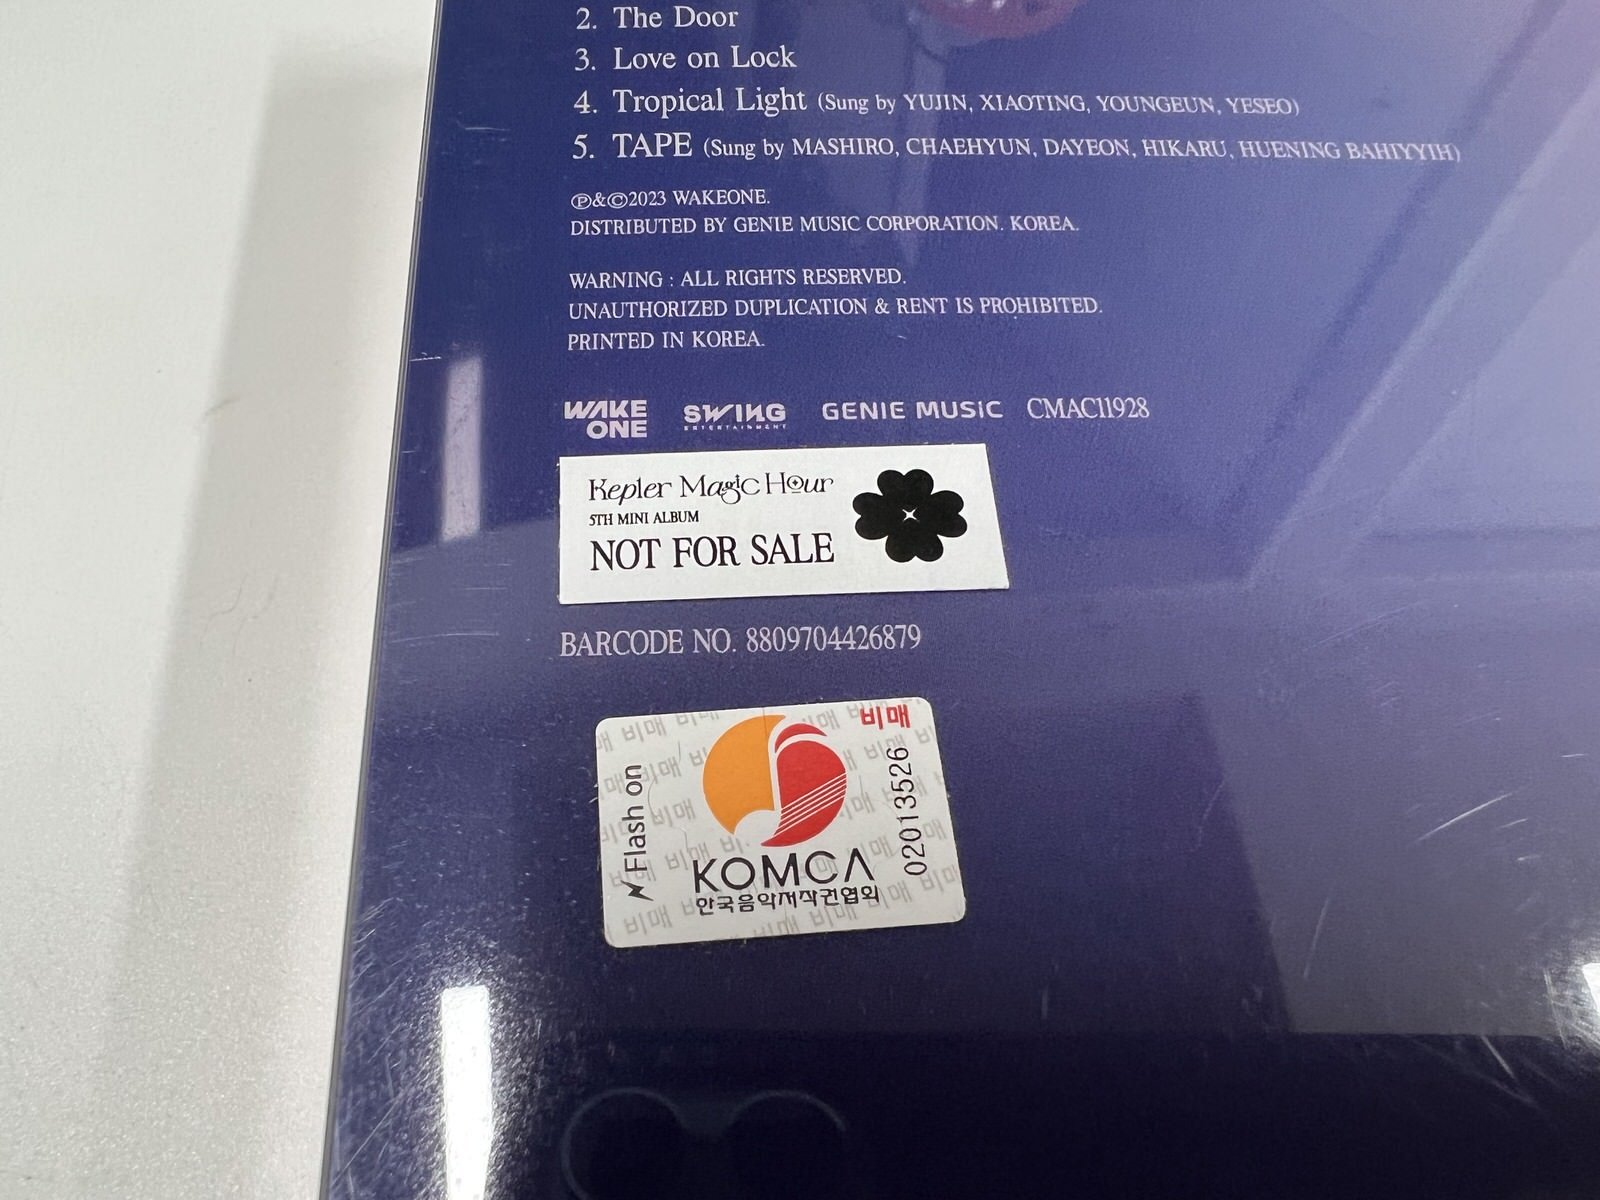 2. The Door
3. Love on Lock
4. Tropical Light (Sung by YUJIN, XIAOTING, YOUNGEUN, YESEO)
5. TAPE (Sung by MASHIRO, CHAEHYUN, DAYEON, HIKARU, HUENING BAHIYYIH)
Ⓟ&©2023 WAKEONE.
DISTRIBUTED BY GENIE MUSIC CORPORATION. KOREA.
WARNING : ALL RIGHTS RESERVED.
UNAUTHORIZED DUPLICATION & RENT IS PROHIBITED.
PRINTED IN KOREA.
WAKE ONE SWING ENTERTAINMENT GENIE MUSIC CMAC11928
Kep1er Magic Hour
5TH MINI ALBUM
NOT FOR SALE
BARCODE NO. 8809704426879
비매
Flash on
02013526
KOMCA
한국음악저작권협회